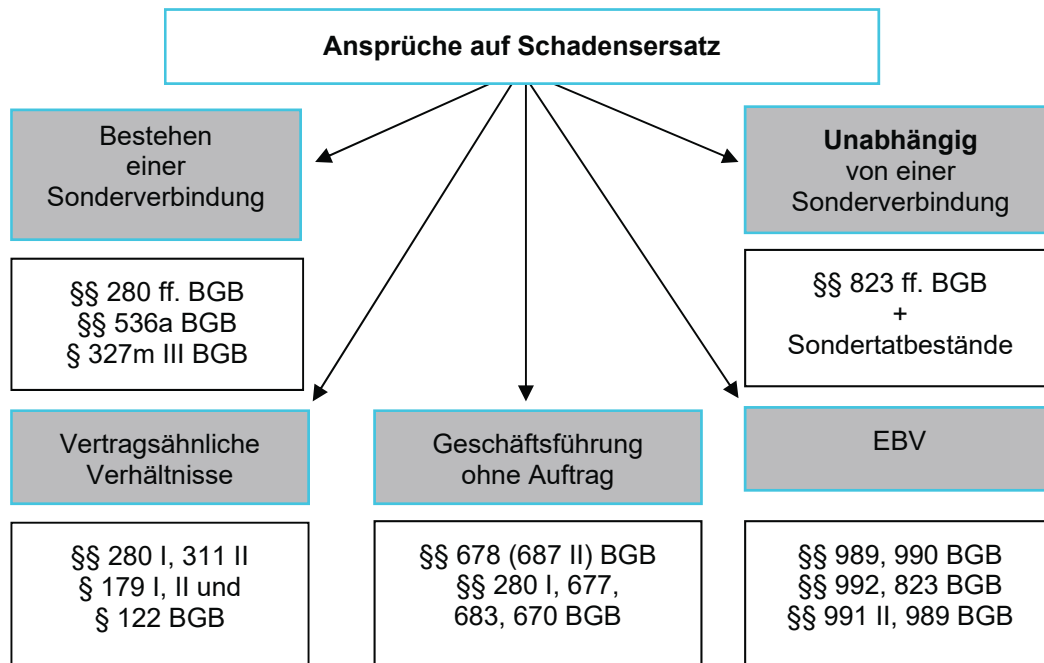 Ansprüche auf Schadensersatz
Bestehen
einer
Sonderverbindung
Unabhängig
von einer
Sonderverbindung
§§ 280 ff. BGB
§§ 536a BGB
§ 327m III BGB
§§ 823 ff. BGB
+
Sondertatbestände
Vertragsähnliche
Verhältnisse
Geschäftsführung
ohne Auftrag
EBV
§§ 280 I, 311 II
§ 179 I, II und
§ 122 BGB
§§ 678 (687 II) BGB
§§ 280 I, 677,
683, 670 BGB
§§ 989, 990 BGB
§§ 992, 823 BGB
§§ 991 II, 989 BGB